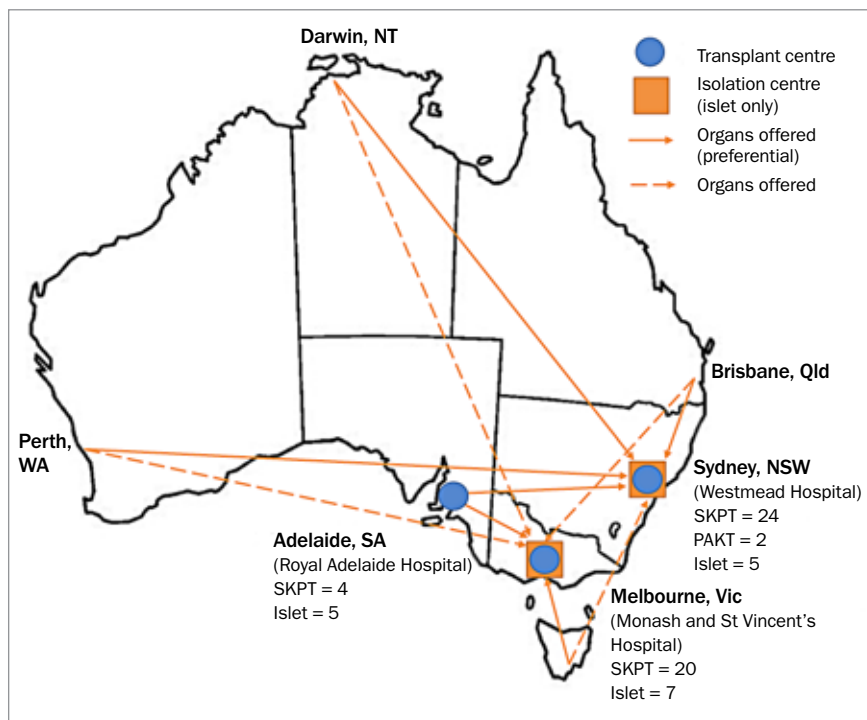 Darwin, NT
Transplant centre
Isolation centre
(islet only)
Organs offered
(preferential)
Organs offered
Brisbane, Qld
Perth,
WA
Sydney, NSW
(Westmead Hospital)
SKPT = 24
PAKT = 2
Islet = 5
Adelaide, SA
(Royal Adelaide Hospital)
SKPT = 4
Islet = 5
Melbourne, Vic
(Monash and St Vincent’s
Hospital)
SKPT = 20
Islet = 7